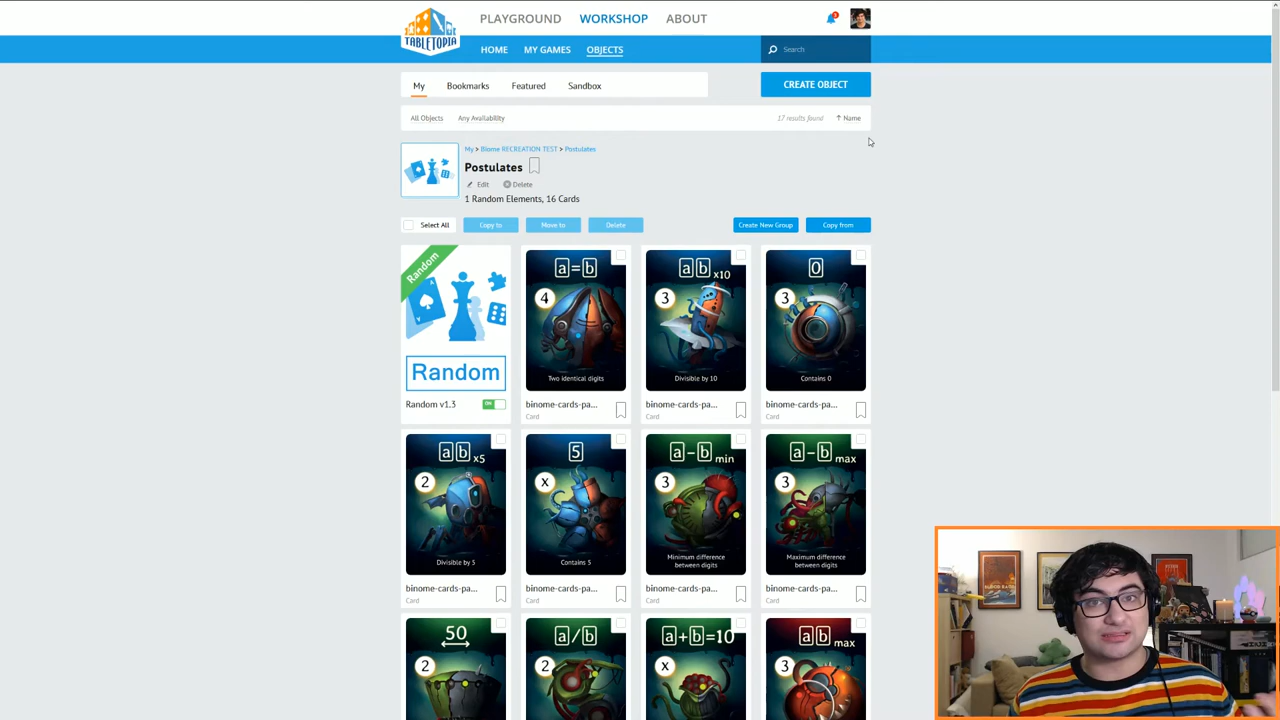 TABLETOPIA
PLAYGROUND WORKSHOP ABOUT
HOME MY GAMES OBJECTS
Search
My Bookmarks Featured Sandbox
CREATE OBJECT
All Objects Any Availability
17 results found ↑ Name
My > Biome RECREATION TEST > Postulates
Postulates
Edit Delete
1 Random Elements, 16 Cards
Select All Copy to Move to Delete Create New Group Copy from
Random
Random
Random v1.3
a=b
4
Two identical digits
binome-cards-pa...
Card
ab x10
3
Divisible by 10
binome-cards-pa...
Card
0
3
Contains 0
binome-cards-pa...
Card
ab x5
2
Divisible by 5
binome-cards-pa...
Card
5
x
Contains 5
binome-cards-pa...
Card
a-b min
3
Minimum difference
between digits
binome-cards-pa...
Card
a-b max
3
Maximum difference
between digits
binome-cards-pa...
Card
50
2
a/b
2
a+b=10
x
ab max
3